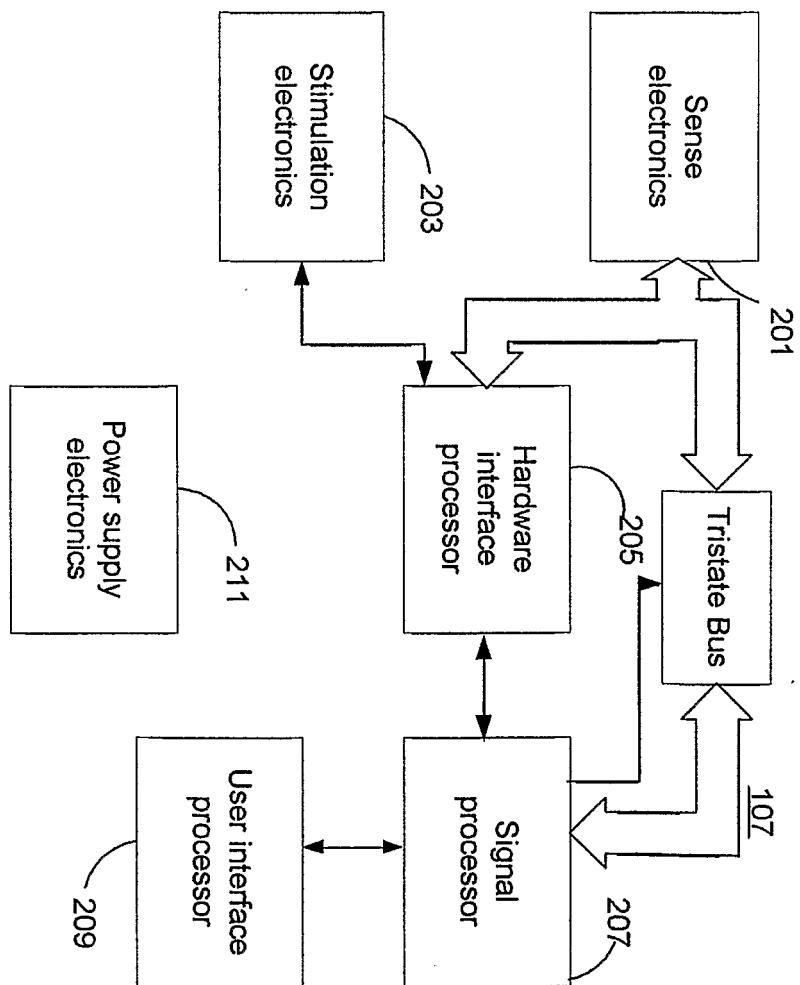 Sense
electronics
201
Tristate Bus
107
Stimulation
electronics
203
Hardware
interface
processor
205
Signal
processor
207
Power supply
electronics
211
User interface
processor
209